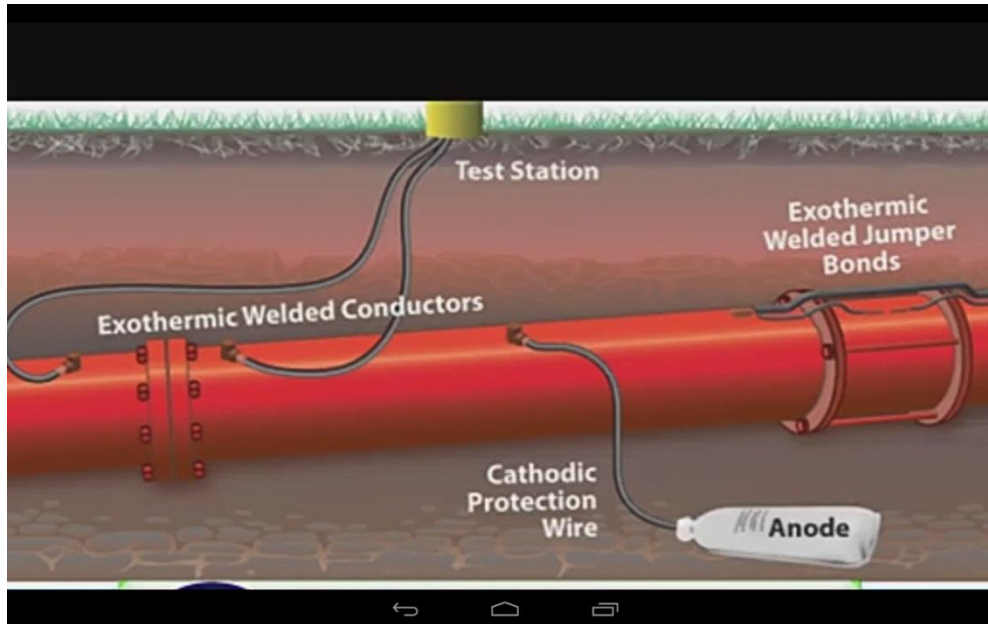 Test Station
Exothermic
Welded Jumper
Bonds
Exothermic Welded Conductors
Cathodic
Protection
Wire
Anode